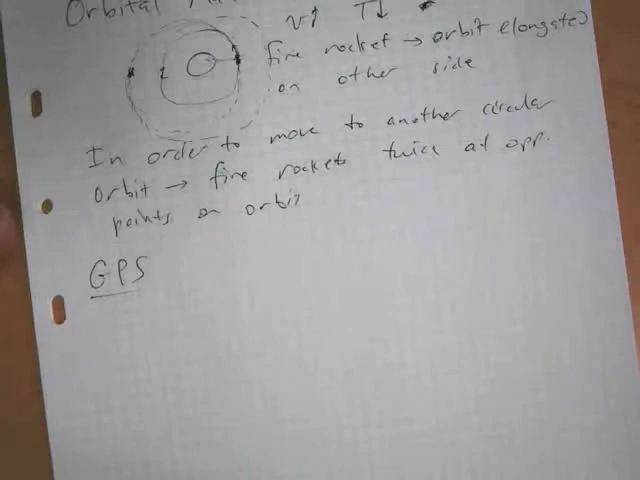 Orbital
v↑ T↓
fire rocket → orbit elongates
on other side
In order to move to another circular
orbit → fire rockets twice at opp.
points on orbit
GPS